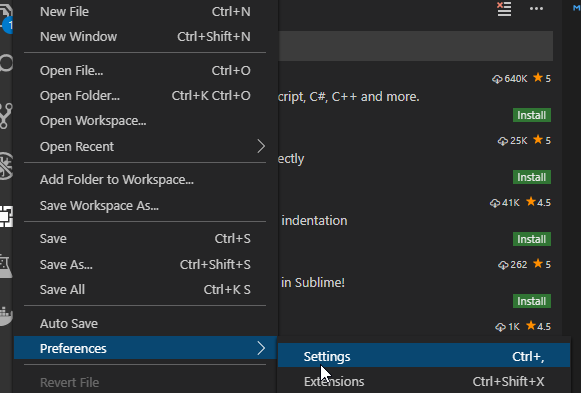 New File Ctrl+N
New Window Ctrl+Shift+N
Open File... Ctrl+O
Open Folder... Ctrl+K Ctrl+O
Open Workspace...
Open Recent
Add Folder to Workspace...
Save Workspace As...
Save Ctrl+S
Save As... Ctrl+Shift+S
Save All Ctrl+K S
Auto Save
Preferences
Revert File
Settings Ctrl+,
Extensions Ctrl+Shift+X
640K 5
cript, C#, C++ and more.
Install
25K 5
ectly
Install
41K 4.5
indentation
Install
262 5
in Sublime!
Install
1K 4.5
1